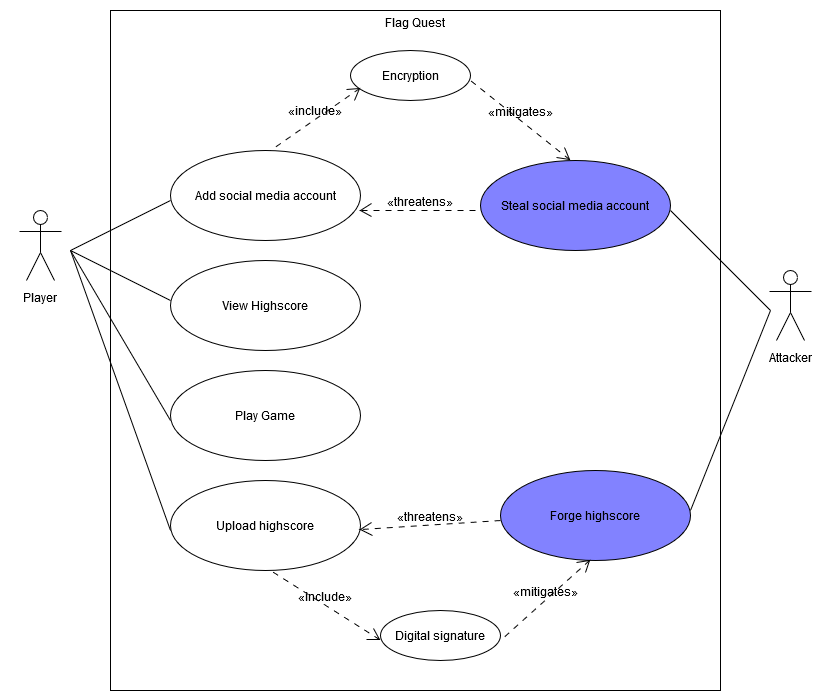 Flag Quest
Encryption
«include»
«mitigates»
Add social media account
«threatens»
Steal social media account
Player
View Highscore
Attacker
Play Game
Upload highscore
«threatens»
Forge highscore
«include»
«mitigates»
Digital signature